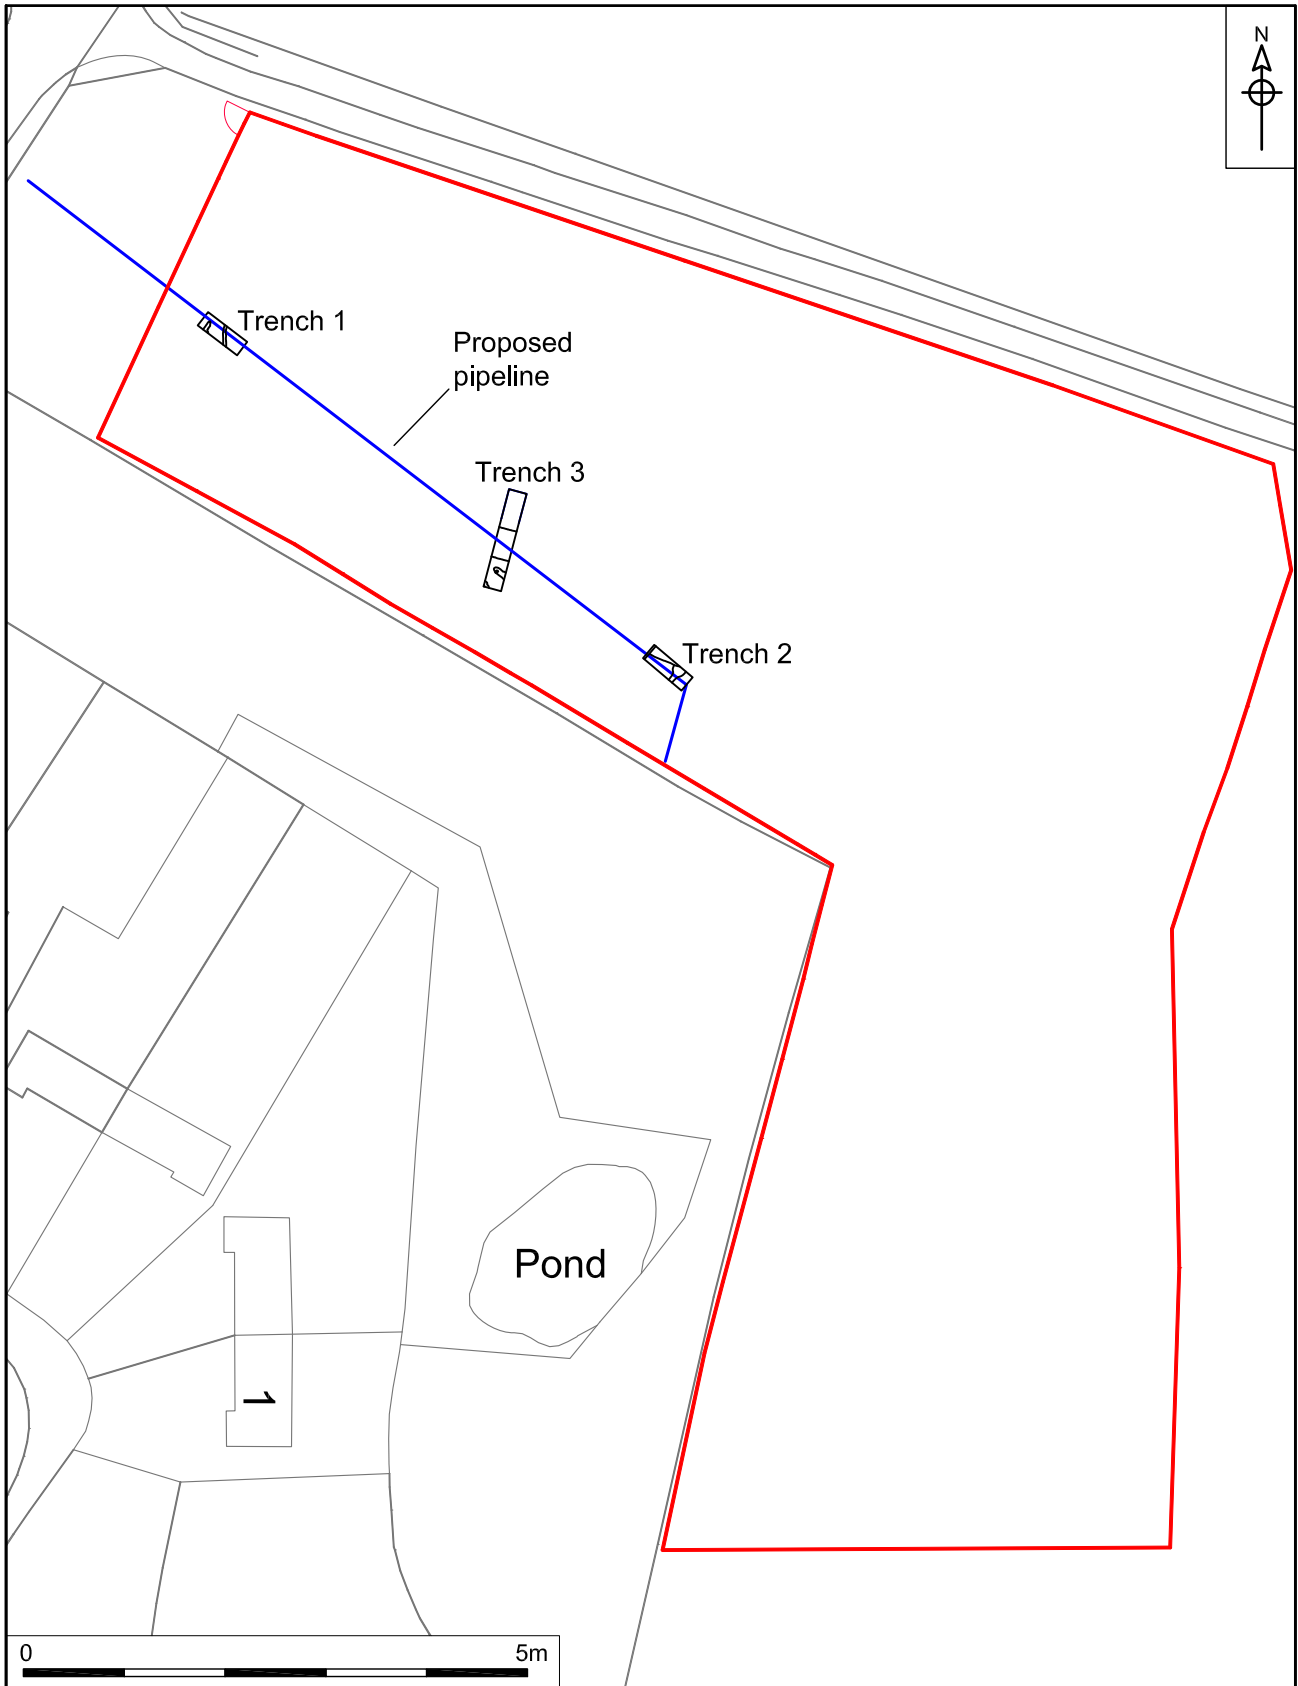 N
Trench 1
Proposed
pipeline
Trench 3
Trench 2
Pond
1
0 5m